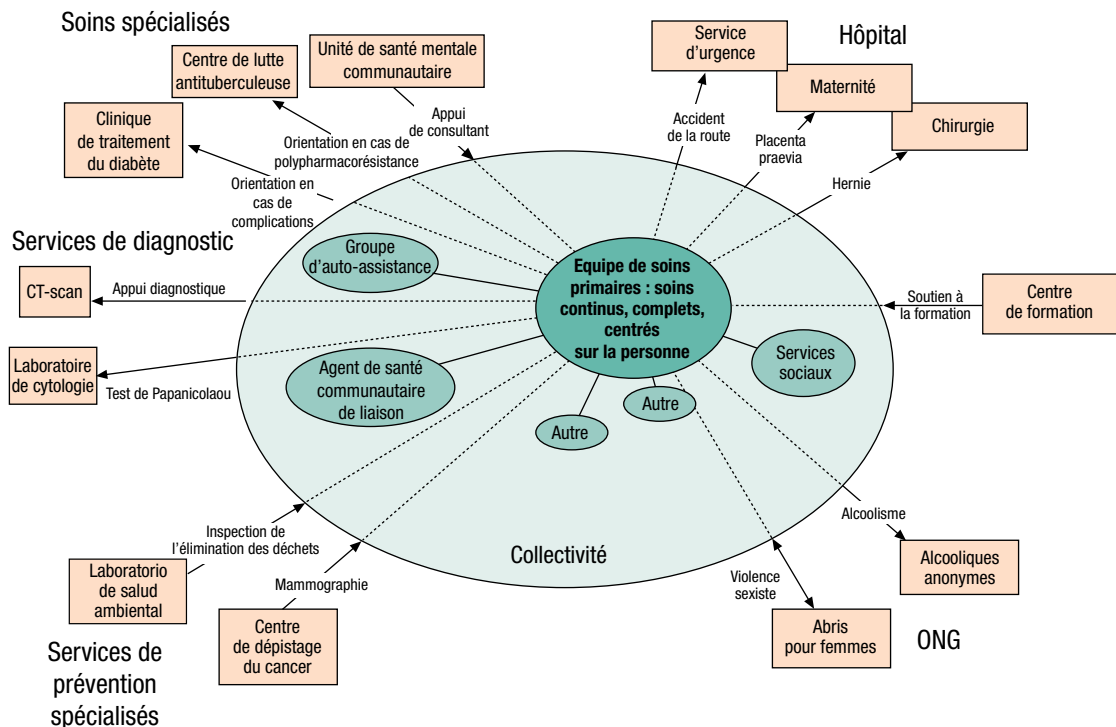 Soins spécialisés
Centre de lutte
antituberculeuse
Unité de santé mentale
communautaire
Clinique
de traitement
du diabète
Appui
de consultant
Orientation en cas de
polypharmacorésistance
Orientation en
cas de
complications
Service
d'urgence
Hôpital
Maternité
Chirurgie
Accident
de la route
Placenta
praevia
Hernie
Services de diagnostic
CT-scan
Appui diagnostique
Laboratoire
de cytologie
Test de Papanicolaou
Groupe
d'auto-assistance
Equipe de soins
primaires : soins
continus, complets,
centrés
sur la personne
Agent de santé
communautaire
de liaison
Autre
Autre
Services
sociaux
Soutien à
la formation
Centre
de formation
Collectivité
Inspection de
l'élimination des déchets
Laboratorio
de salud
ambiental
Mammographie
Centre
de dépistage
du cancer
Services de
prévention
spécialisés
Alcoolisme
Alcooliques
anonymes
Violence
sexiste
Abris
pour femmes
ONG